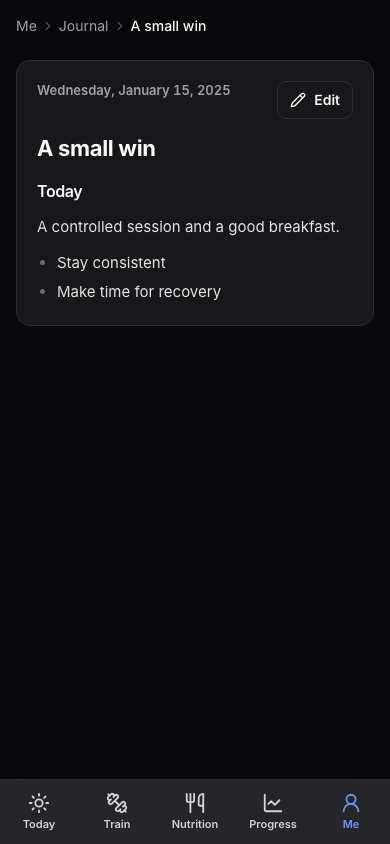 Me > Journal > A small win
Wednesday, January 15, 2025
Edit
A small win
Today
A controlled session and a good breakfast.
• Stay consistent
• Make time for recovery
Today Train Nutrition Progress Me